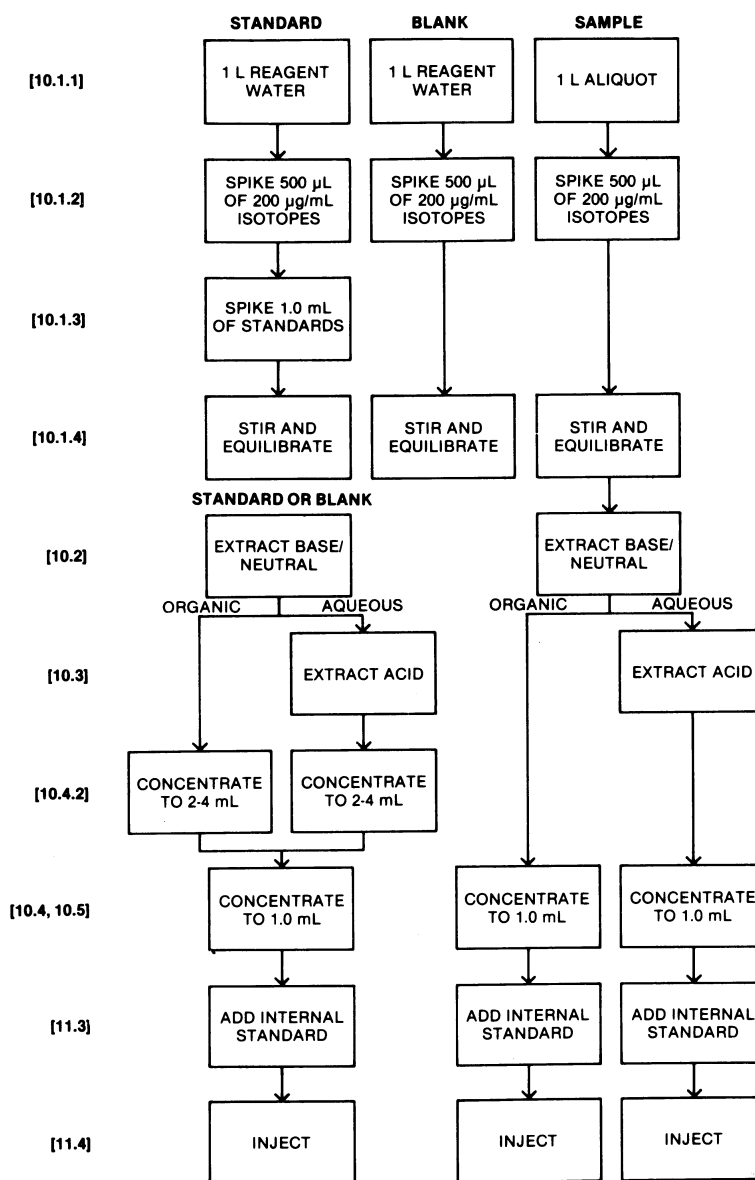 STANDARD BLANK SAMPLE
[10.1.1]
1 L REAGENT
WATER
1 L REAGENT
WATER
1 L ALIQUOT
[10.1.2]
SPIKE 500 µL
OF 200 µg/mL
ISOTOPES
SPIKE 500 µL
OF 200 µg/mL
ISOTOPES
SPIKE 500 µL
OF 200 µg/mL
ISOTOPES
[10.1.3]
SPIKE 1.0 mL
OF STANDARDS
[10.1.4]
STIR AND
EQUILIBRATE
STIR AND
EQUILIBRATE
STIR AND
EQUILIBRATE
STANDARD OR BLANK
[10.2]
EXTRACT BASE/
NEUTRAL
EXTRACT BASE/
NEUTRAL
ORGANIC AQUEOUS ORGANIC AQUEOUS
[10.3]
EXTRACT ACID
EXTRACT ACID
[10.4.2]
CONCENTRATE
TO 2-4 mL
CONCENTRATE
TO 2-4 mL
[10.4, 10.5]
CONCENTRATE
TO 1.0 mL
CONCENTRATE
TO 1.0 mL
CONCENTRATE
TO 1.0 mL
[11.3]
ADD INTERNAL
STANDARD
ADD INTERNAL
STANDARD
ADD INTERNAL
STANDARD
[11.4]
INJECT
INJECT
INJECT